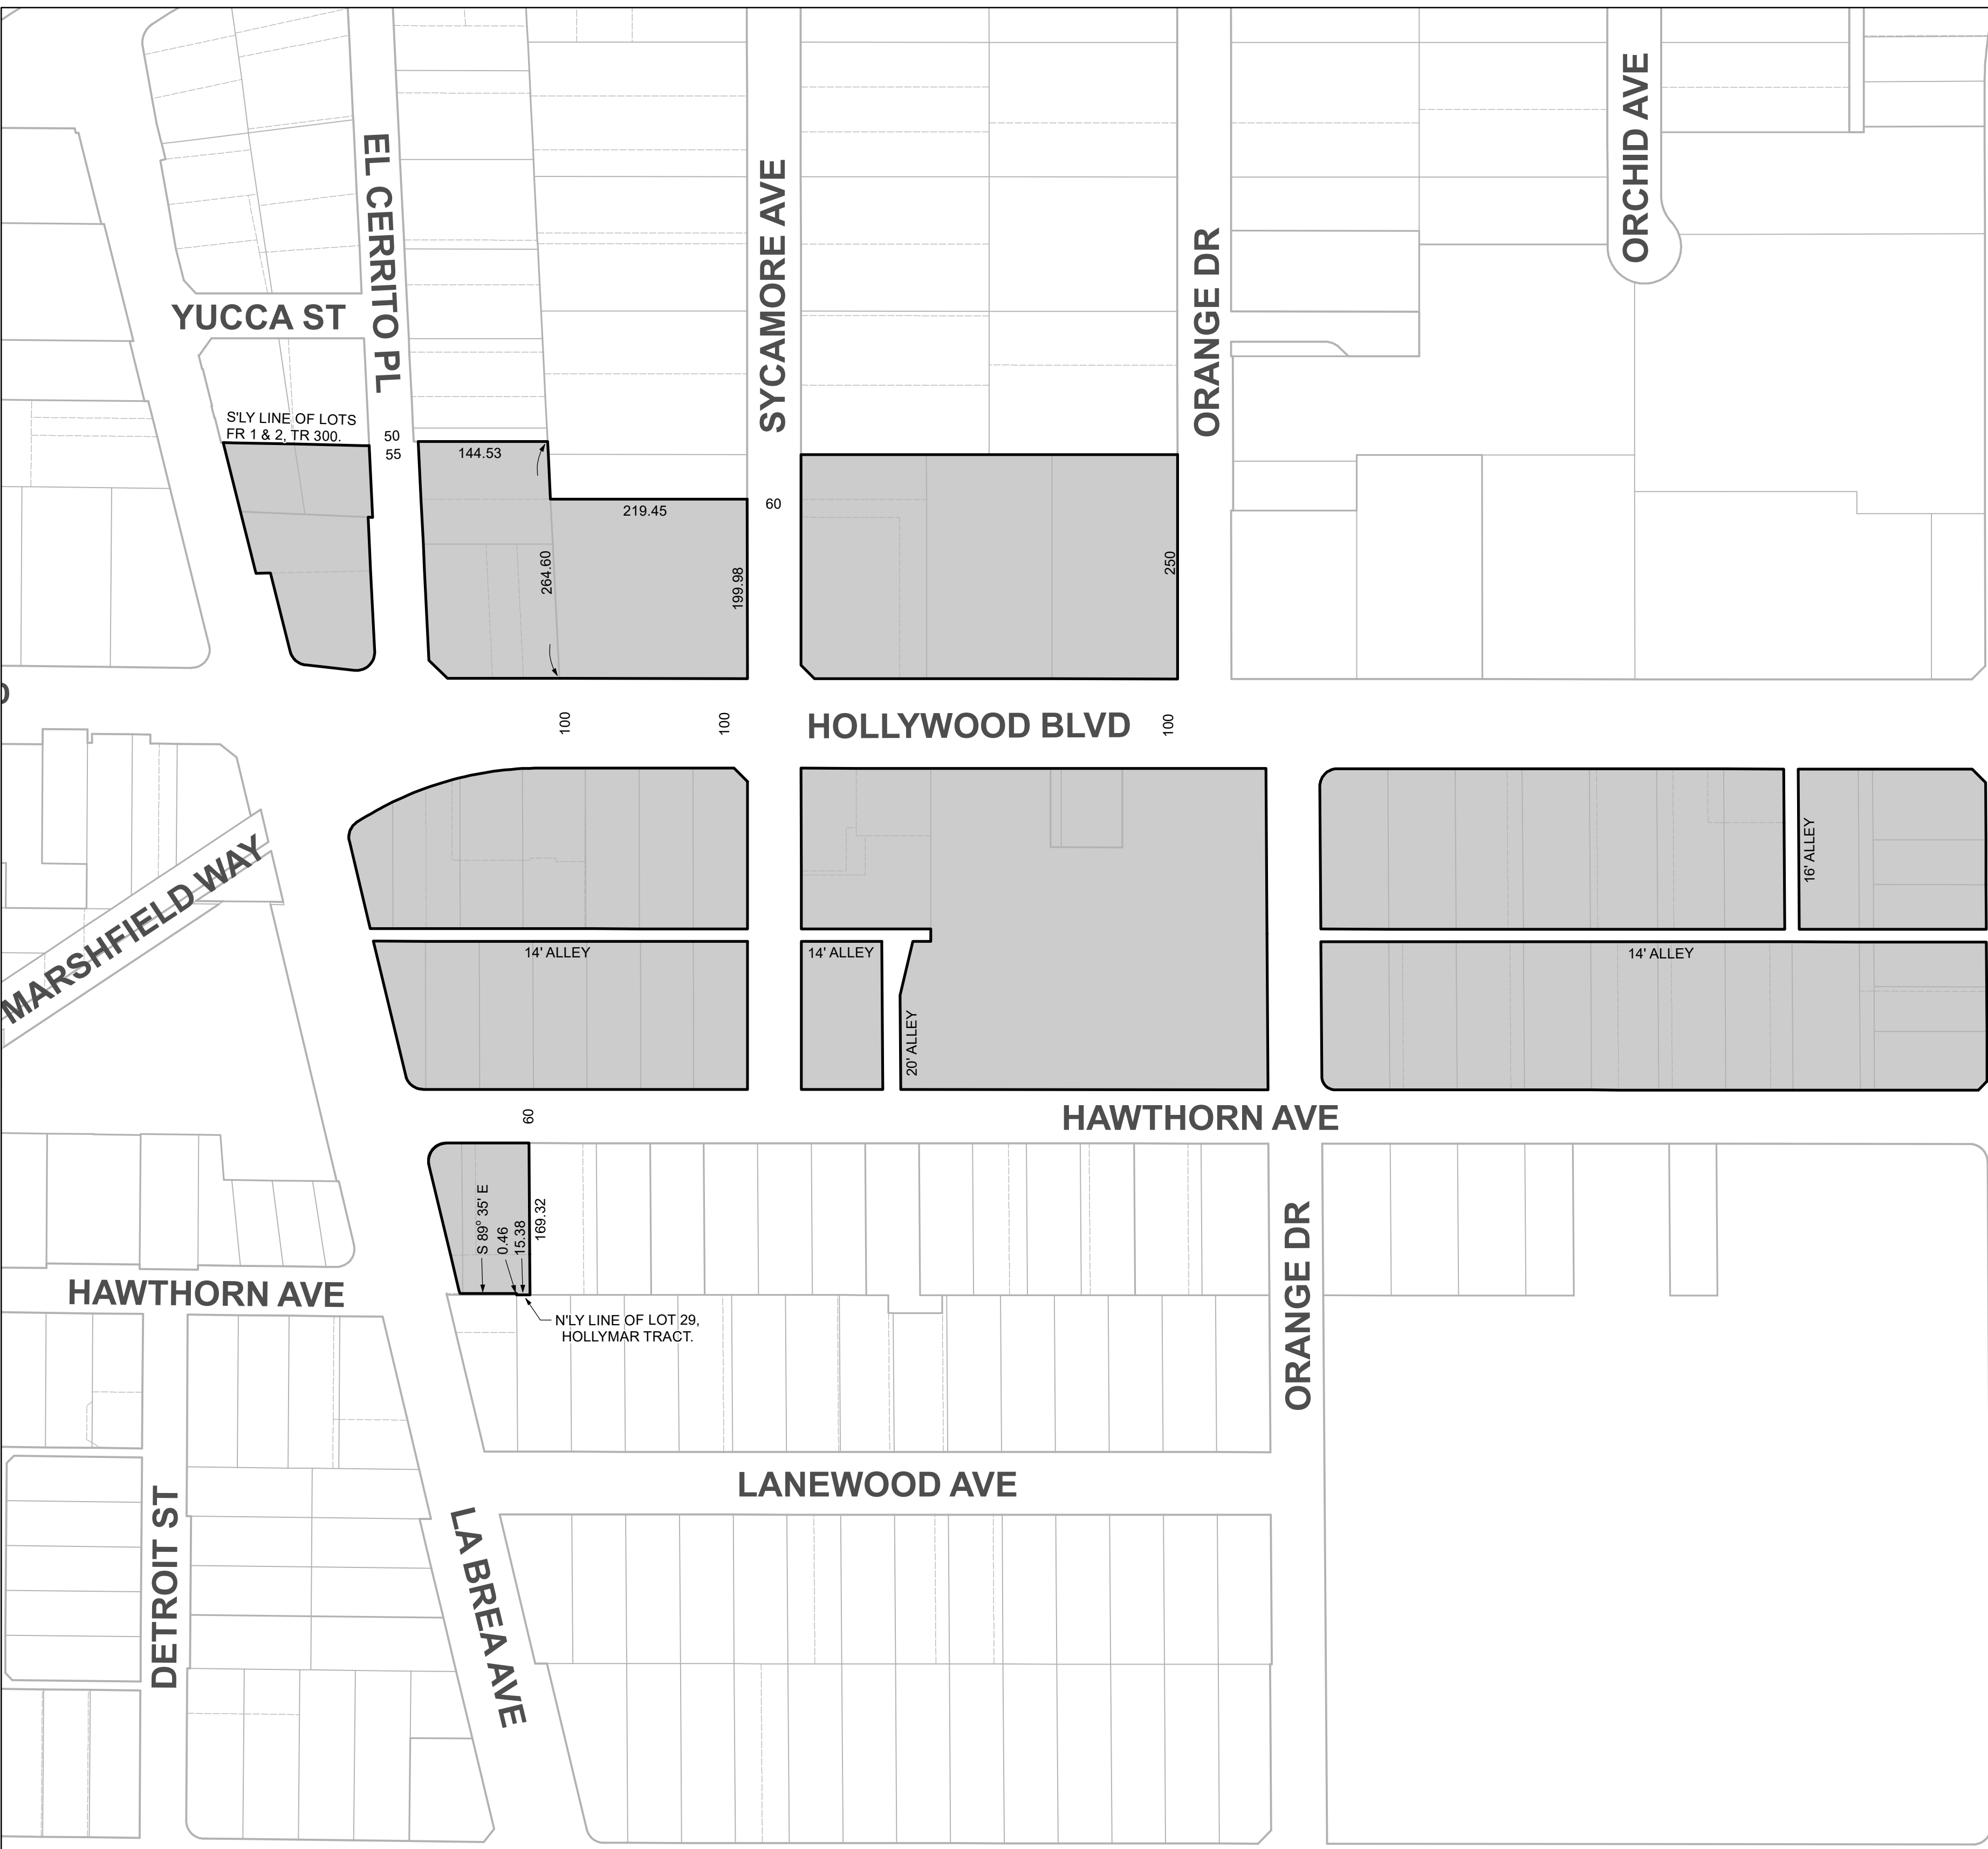 ORCHID AVE
EL CERRITO PL
SYCAMORE AVE
ORANGE DR
YUCCA ST
S'LY LINE OF LOTS
FR 1 & 2, TR 300.
50
55
144.53
219.45
60
264.60
199.98
250
100
100
HOLLYWOOD BLVD
100
MARSHFIELD WAY
16' ALLEY
14' ALLEY
14' ALLEY
14' ALLEY
20' ALLEY
60
HAWTHORN AVE
S 89° 35' E
0.46
15.38
169.32
HAWTHORN AVE
N'LY LINE OF LOT 29,
HOLLYMAR TRACT.
ORANGE DR
DETROIT ST
LA BREA AVE
LANEWOOD AVE